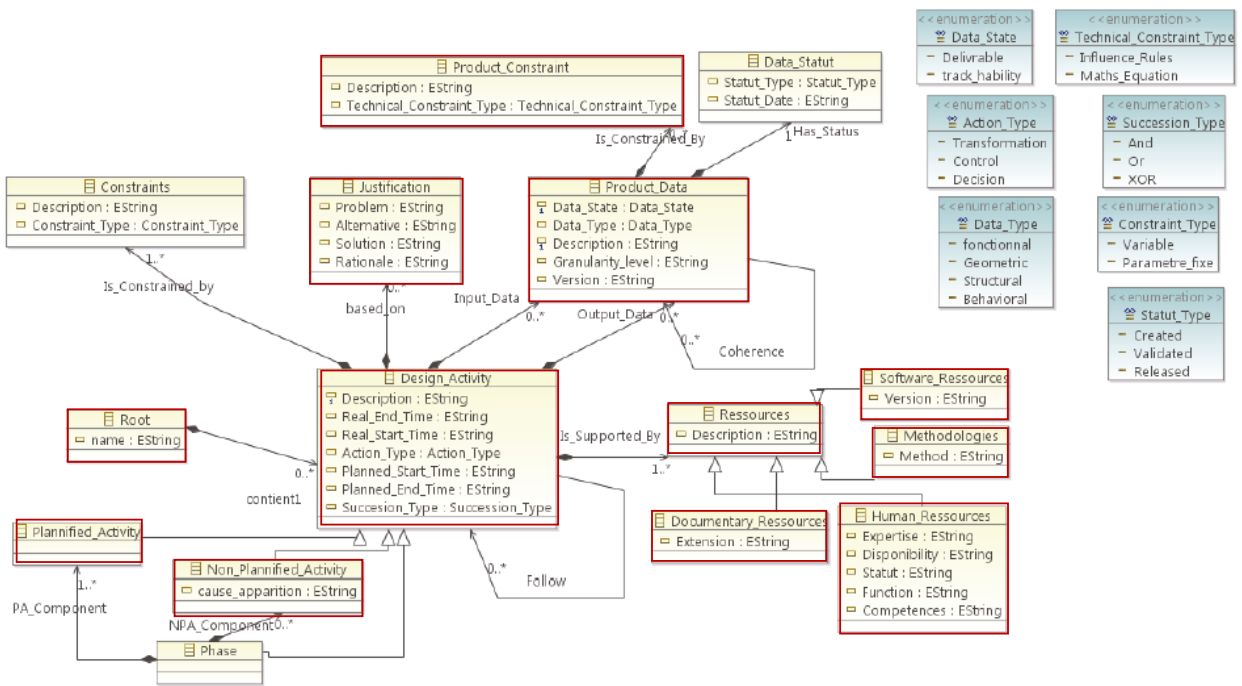 Product_Constraint
Description : EString
Technical_Constraint_Type : Technical_Constraint_Type
Data_Statut
Statut_Type : Statut_Type
Statut_Date : EString
<<enumeration>>
Data_State
Delivrable
track_hability
<<enumeration>>
Technical_Constraint_Type
Influence_Rules
Maths_Equation
<<enumeration>>
Action_Type
Transformation
Control
Decision
<<enumeration>>
Succession_Type
And
Or
XOR
<<enumeration>>
Data_Type
fonctionnal
Geometric
Structural
Behavioral
<<enumeration>>
Constraint_Type
Variable
Parametre_fixe
<<enumeration>>
Statut_Type
Created
Validated
Released
Is_Constrained_By
1
Has_Status
Constraints
Description : EString
Constraint_Type : Constraint_Type
1..*
Is_Constrained_by
Justification
Problem : EString
Alternative : EString
Solution : EString
Rationale : EString
0..*
based_on
Product_Data
Data_State : Data_State
Data_Type : Data_Type
Description : EString
Granularity_level : EString
Version : EString
Input_Data
0..*
Output_Data
0..*
0..*
Coherence
Design_Activity
Description : EString
Real_End_Time : EString
Real_Start_Time : EString
Action_Type : Action_Type
Planned_Start_Time : EString
Planned_End_Time : EString
Succesion_Type : Succession_Type
Root
name : EString
0..*
contient1
Is_Supported_By
1..*
Ressources
Description : EString
Software_Ressources
Version : EString
Methodologies
Method : EString
Documentary_Ressources
Extension : EString
Human_Ressources
Expertise : EString
Disponibility : EString
Statut : EString
Function : EString
Competences : EString
Plannified_Activity
Non_Plannified_Activity
cause_apparition : EString
0..*
Follow
1..*
PA_Component
NPA_Component
0..*
Phase